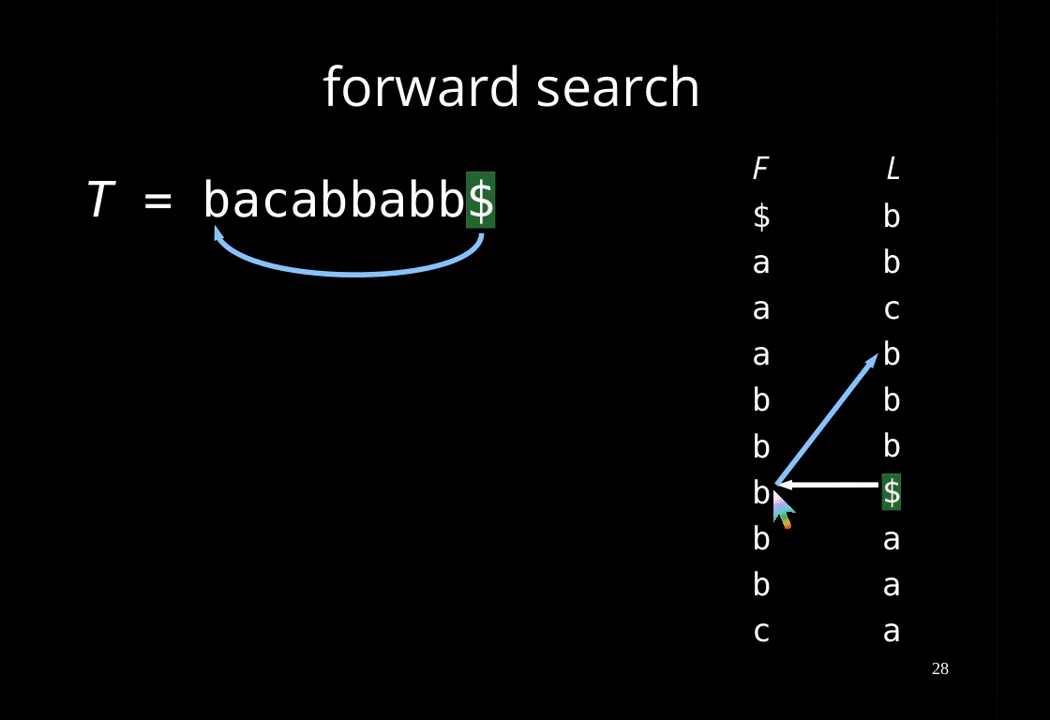 forward search
T = bacabbabb$
F L
$ b
a b
a c
a b
b b
b b
b $
b a
b a
c a
28